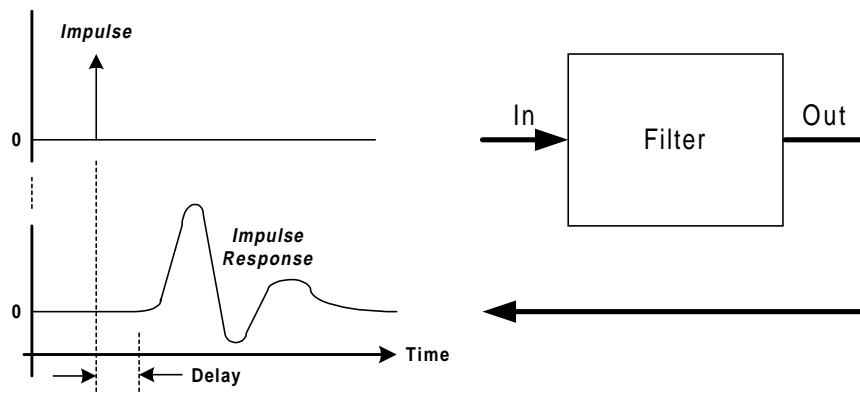 Impulse
0
In
Filter
Out
Impulse
Response
0
Time
Delay